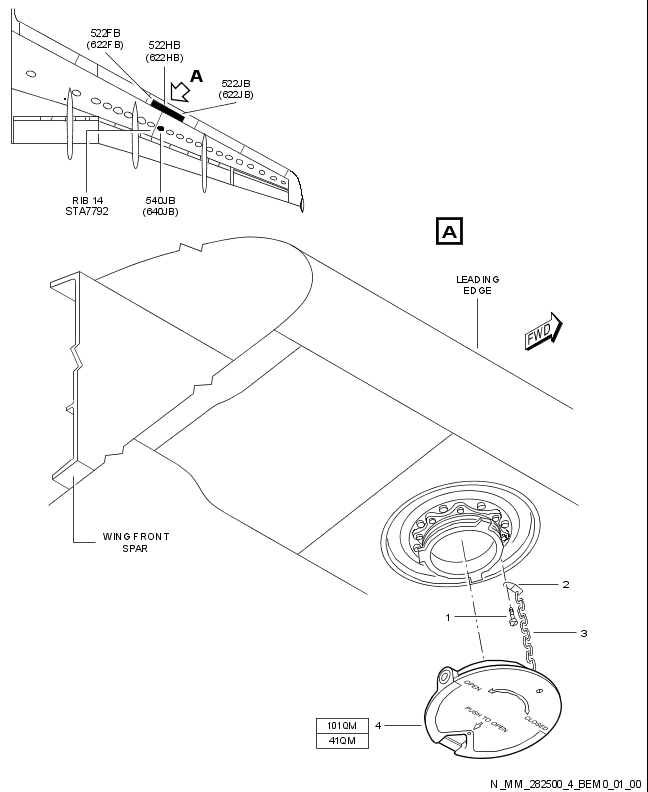 522FB
(622FB)
522HB
(622HB)
A
522JB
(622JB)
RIB 14
STA7792
540JB
(640JB)
A
LEADING
EDGE
FWD
WING FRONT
SPAR
2
1
3
OPEN
PUSH TO OPEN
CLOSED
101QM
41QM
4
N_MM_282500_4_BEM0_01_00